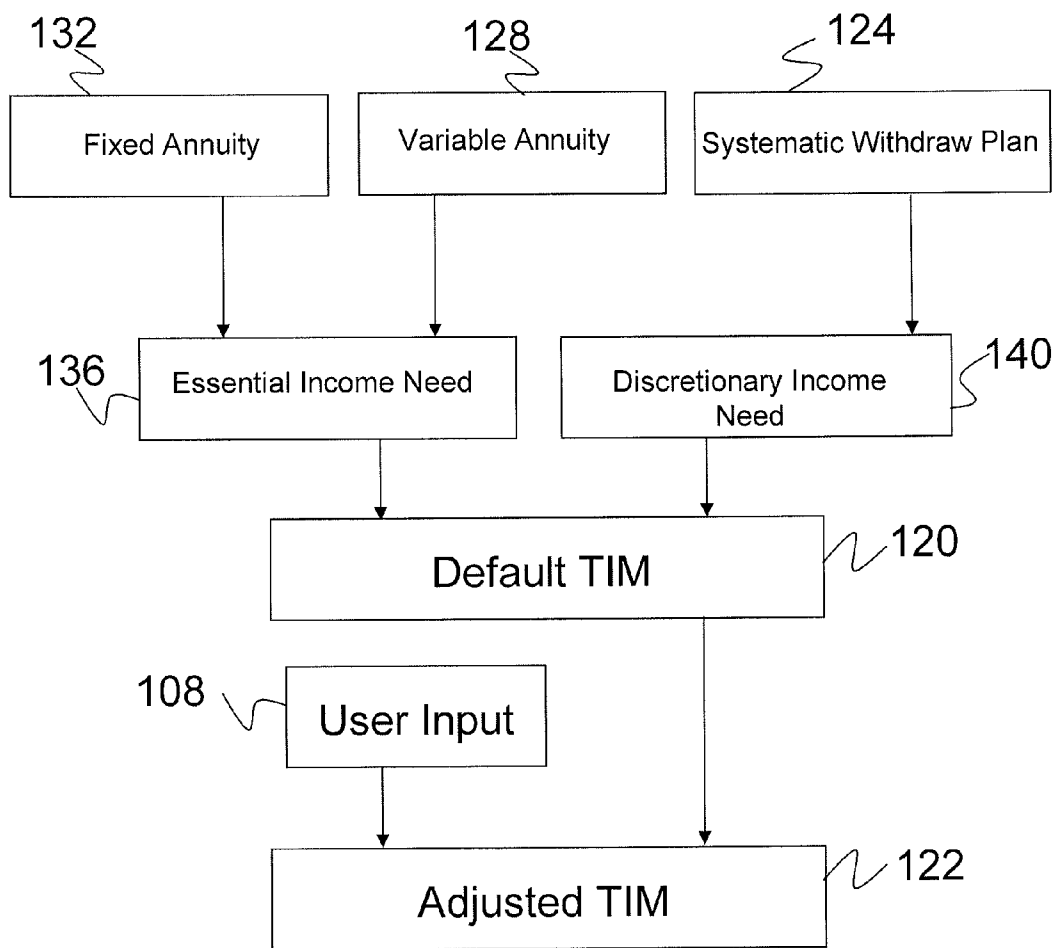 132
128
124
Fixed Annuity
Variable Annuity
Systematic Withdraw Plan
136
Essential Income Need
Discretionary Income
Need
140
Default TIM
120
108
User Input
Adjusted TIM
122